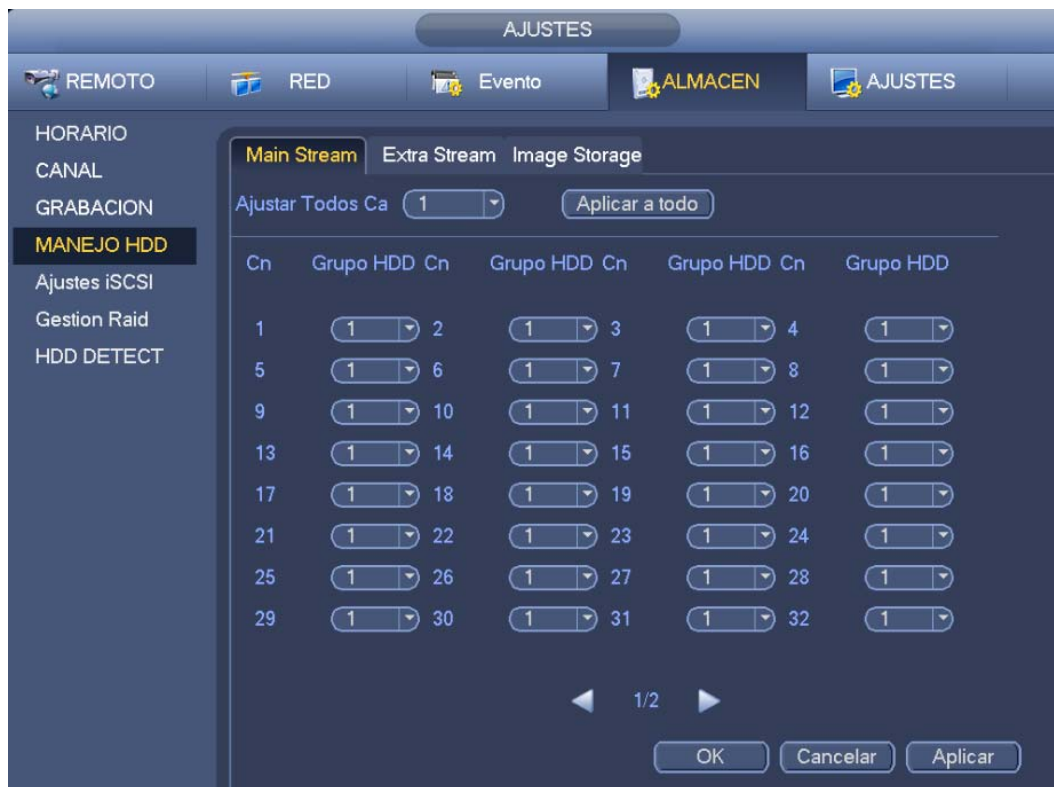 AJUSTES
REMOTO RED Evento ALMACEN AJUSTES
HORARIO
CANAL
GRABACION
MANEJO HDD
Ajustes iSCSI
Gestion Raid
HDD DETECT
Main Stream Extra Stream Image Storage
Ajustar Todos Ca 1 Aplicar a todo
Cn Grupo HDD Cn Grupo HDD Cn Grupo HDD Cn Grupo HDD
1 1 2 1 3 1 4 1
5 1 6 1 7 1 8 1
9 1 10 1 11 1 12 1
13 1 14 1 15 1 16 1
17 1 18 1 19 1 20 1
21 1 22 1 23 1 24 1
25 1 26 1 27 1 28 1
29 1 30 1 31 1 32 1
1/2
OK Cancelar Aplicar